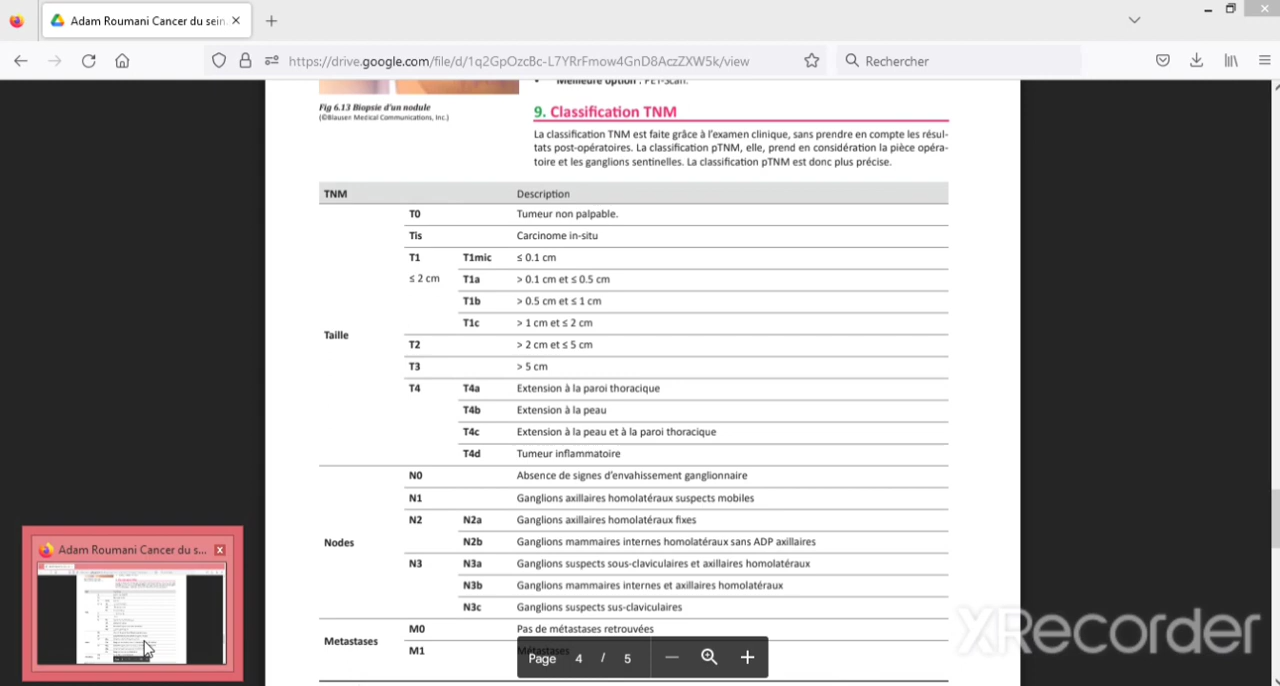 Adam Roumani Cancer du sein.
https://drive.google.com/file/d/1q2GpOzcBc-L7YRrFmow4GnD8AczZXW5k/view
Rechercher
• Meilleure option : PET-Scan.
Fig 6.13 Biopsie d'un nodule
(©Blausen Medical Communications, Inc.)
9. Classification TNM
La classification TNM est faite grâce à l'examen clinique, sans prendre en compte les résul-
tats post-opératoires. La classification pTNM, elle, prend en considération la pièce opéra-
toire et les ganglions sentinelles. La classification pTNM est donc plus précise.
TNM Description
T0 Tumeur non palpable.
Tis Carcinome in-situ
T1 T1mic ≤ 0.1 cm
≤ 2 cm T1a > 0.1 cm et ≤ 0.5 cm
T1b > 0.5 cm et ≤ 1 cm
T1c > 1 cm et ≤ 2 cm
Taille
T2 > 2 cm et ≤ 5 cm
T3 > 5 cm
T4 T4a Extension à la paroi thoracique
T4b Extension à la peau
T4c Extension à la peau et à la paroi thoracique
T4d Tumeur inflammatoire
N0 Absence de signes d'envahissement ganglionnaire
N1 Ganglions axillaires homolatéraux suspects mobiles
N2 N2a Ganglions axillaires homolatéraux fixes
Nodes N2b Ganglions mammaires internes homolatéraux sans ADP axillaires
N3 N3a Ganglions suspects sous-claviculaires et axillaires homolatéraux
N3b Ganglions mammaires internes et axillaires homolatéraux
N3c Ganglions suspects sus-claviculaires
Metastases M0 Pas de métastases retrouvées
M1 Métastases
Page 4 / 5
Adam Roumani Cancer du s...
XRecorder